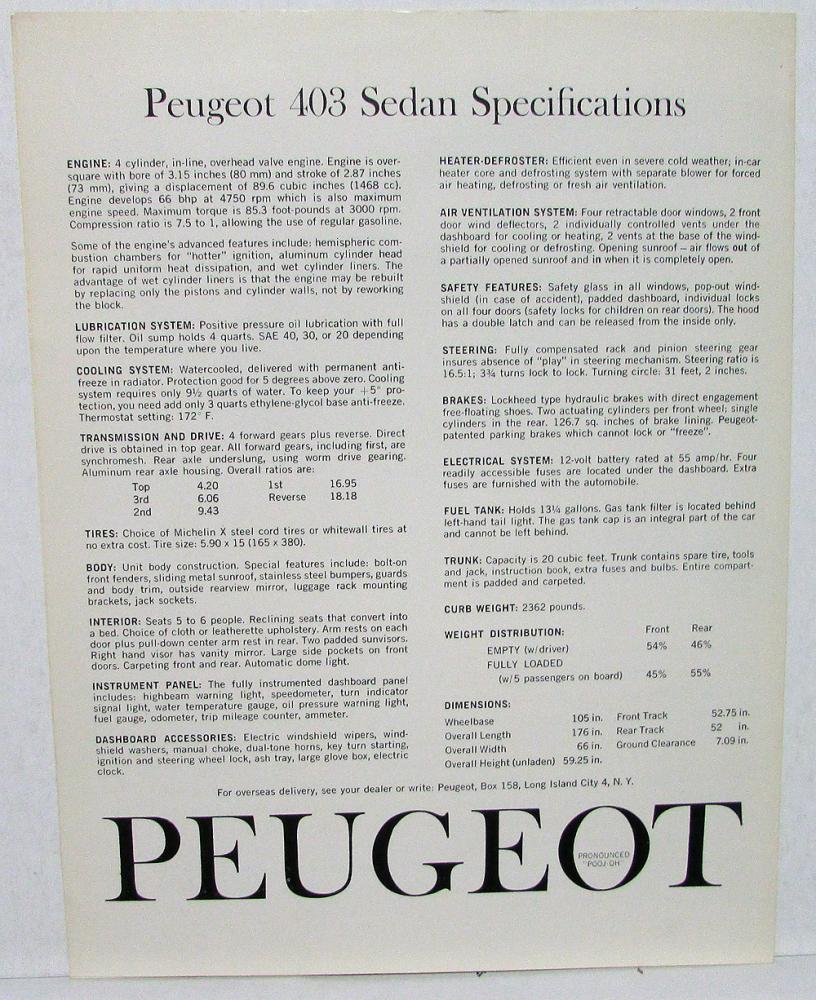 Peugeot 403 Sedan Specifications
ENGINE: 4 cylinder, in-line, overhead valve engine. Engine is over-
square with bore of 3.15 inches (80 mm) and stroke of 2.87 inches
(73 mm), giving a displacement of 89.6 cubic inches (1468 cc).
Engine develops 66 bhp at 4750 rpm which is also maximum
engine speed. Maximum torque is 85.3 foot-pounds at 3000 rpm.
Compression ratio is 7.5 to 1, allowing the use of regular gasoline.
Some of the engine's advanced features include: hemispheric com-
bustion chambers for "hotter" ignition, aluminum cylinder head
for rapid uniform heat dissipation, and wet cylinder liners. The
advantage of wet cylinder liners is that the engine may be rebuilt
by replacing only the pistons and cylinder walls, not by reworking
the block.
LUBRICATION SYSTEM: Positive pressure oil lubrication with full
flow filter. Oil sump holds 4 quarts. SAE 40, 30, or 20 depending
upon the temperature where you live.
COOLING SYSTEM: Watercooled, delivered with permanent anti-
freeze in radiator. Protection good for 5 degrees above zero. Cooling
system requires only 9½ quarts of water. To keep your +5° pro-
tection, you need add only 3 quarts ethylene-glycol base anti-freeze.
Thermostat setting: 172° F.
TRANSMISSION AND DRIVE: 4 forward gears plus reverse. Direct
drive is obtained in top gear. All forward gears, including first, are
synchromesh. Rear axle underslung, using worm drive gearing.
Aluminum rear axle housing. Overall ratios are:
Top 4.20 1st 16.95
3rd 6.06 Reverse 18.18
2nd 9.43
TIRES: Choice of Michelin X steel cord tires or whitewall tires at
no extra cost. Tire size: 5.90 x 15 (165 x 380).
BODY: Unit body construction. Special features include: bolt-on
front fenders, sliding metal sunroof, stainless steel bumpers, guards
and body trim, outside rearview mirror, luggage rack mounting
brackets, jack sockets.
INTERIOR: Seats 5 to 6 people. Reclining seats that convert into
a bed. Choice of cloth or leatherette upholstery. Arm rests on each
door plus pull-down center arm rest in rear. Two padded sunvisors.
Right hand visor has vanity mirror. Large side pockets on front
doors. Carpeting front and rear. Automatic dome light.
INSTRUMENT PANEL: The fully instrumented dashboard panel
includes: highbeam warning light, speedometer, turn indicator
signal light, water temperature gauge, oil pressure warning light,
fuel gauge, odometer, trip mileage counter, ammeter.
DASHBOARD ACCESSORIES: Electric windshield wipers, wind-
shield washers, manual choke, dual-tone horns, key turn starting,
ignition and steering wheel lock, ash tray, large glove box, electric
clock.
HEATER-DEFROSTER: Efficient even in severe cold weather; in-car
heater core and defrosting system with separate blower for forced
air heating, defrosting or fresh air ventilation.
AIR VENTILATION SYSTEM: Four retractable door windows, 2 front
door wind deflectors, 2 individually controlled vents under the
dashboard for cooling or heating, 2 vents at the base of the wind-
shield for cooling or defrosting. Opening sunroof – air flows out of
a partially opened sunroof and in when it is completely open.
SAFETY FEATURES: Safety glass in all windows, pop-out wind-
shield (in case of accident), padded dashboard, individual locks
on all four doors (safety locks for children on rear doors). The hood
has a double latch and can be released from the inside only.
STEERING: Fully compensated rack and pinion steering gear
insures absence of "play" in steering mechanism. Steering ratio is
16.5:1; 3¾ turns lock to lock. Turning circle: 31 feet, 2 inches.
BRAKES: Lockheed type hydraulic brakes with direct engagement
free-floating shoes. Two actuating cylinders per front wheel; single
cylinders in the rear. 126.7 sq. inches of brake lining. Peugeot-
patented parking brakes which cannot lock or "freeze".
ELECTRICAL SYSTEM: 12-volt battery rated at 55 amp/hr. Four
readily accessible fuses are located under the dashboard. Extra
fuses are furnished with the automobile.
FUEL TANK: Holds 13¼ gallons. Gas tank filter is located behind
left-hand tail light. The gas tank cap is an integral part of the car
and cannot be left behind.
TRUNK: Capacity is 20 cubic feet. Trunk contains spare tire, tools
and jack, instruction book, extra fuses and bulbs. Entire compart-
ment is padded and carpeted.
CURB WEIGHT: 2362 pounds.
WEIGHT DISTRIBUTION: Front Rear
EMPTY (w/driver) 54% 46%
FULLY LOADED
(w/5 passengers on board) 45% 55%
DIMENSIONS:
Wheelbase 105 in. Front Track 52.75 in.
Overall Length 176 in. Rear Track 52 in.
Overall Width 66 in. Ground Clearance 7.09 in.
Overall Height (unladen) 59.25 in.
For overseas delivery, see your dealer or write: Peugeot, Box 158, Long Island City 4, N. Y.
PEUGEOT
PRONOUNCED
"POOJ-OH"